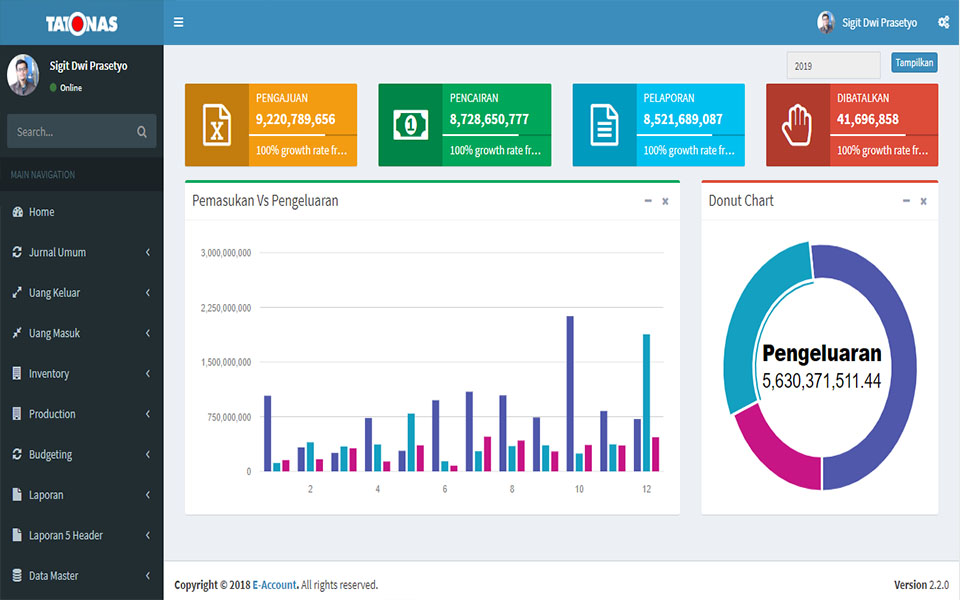 TATONAS
Sigit Dwi Prasetyo
Sigit Dwi Prasetyo
Online
Search...
MAIN NAVIGATION
Home
Jurnal Umum
Uang Keluar
Uang Masuk
Inventory
Production
Budgeting
Laporan
Laporan 5 Header
Data Master
2019
Tampilkan
PENGAJUAN
9,220,789,656
100% growth rate fr...
PENCAIRAN
8,728,650,777
100% growth rate fr...
PELAPORAN
8,521,689,087
100% growth rate fr...
DIBATALKAN
41,696,858
100% growth rate fr...
Pemasukan Vs Pengeluaran
3,000,000,000
2,250,000,000
1,500,000,000
750,000,000
0
2 4 6 8 10 12
Donut Chart
Pengeluaran
5,630,371,511.44
Copyright © 2018 E-Account. All rights reserved.
Version 2.2.0